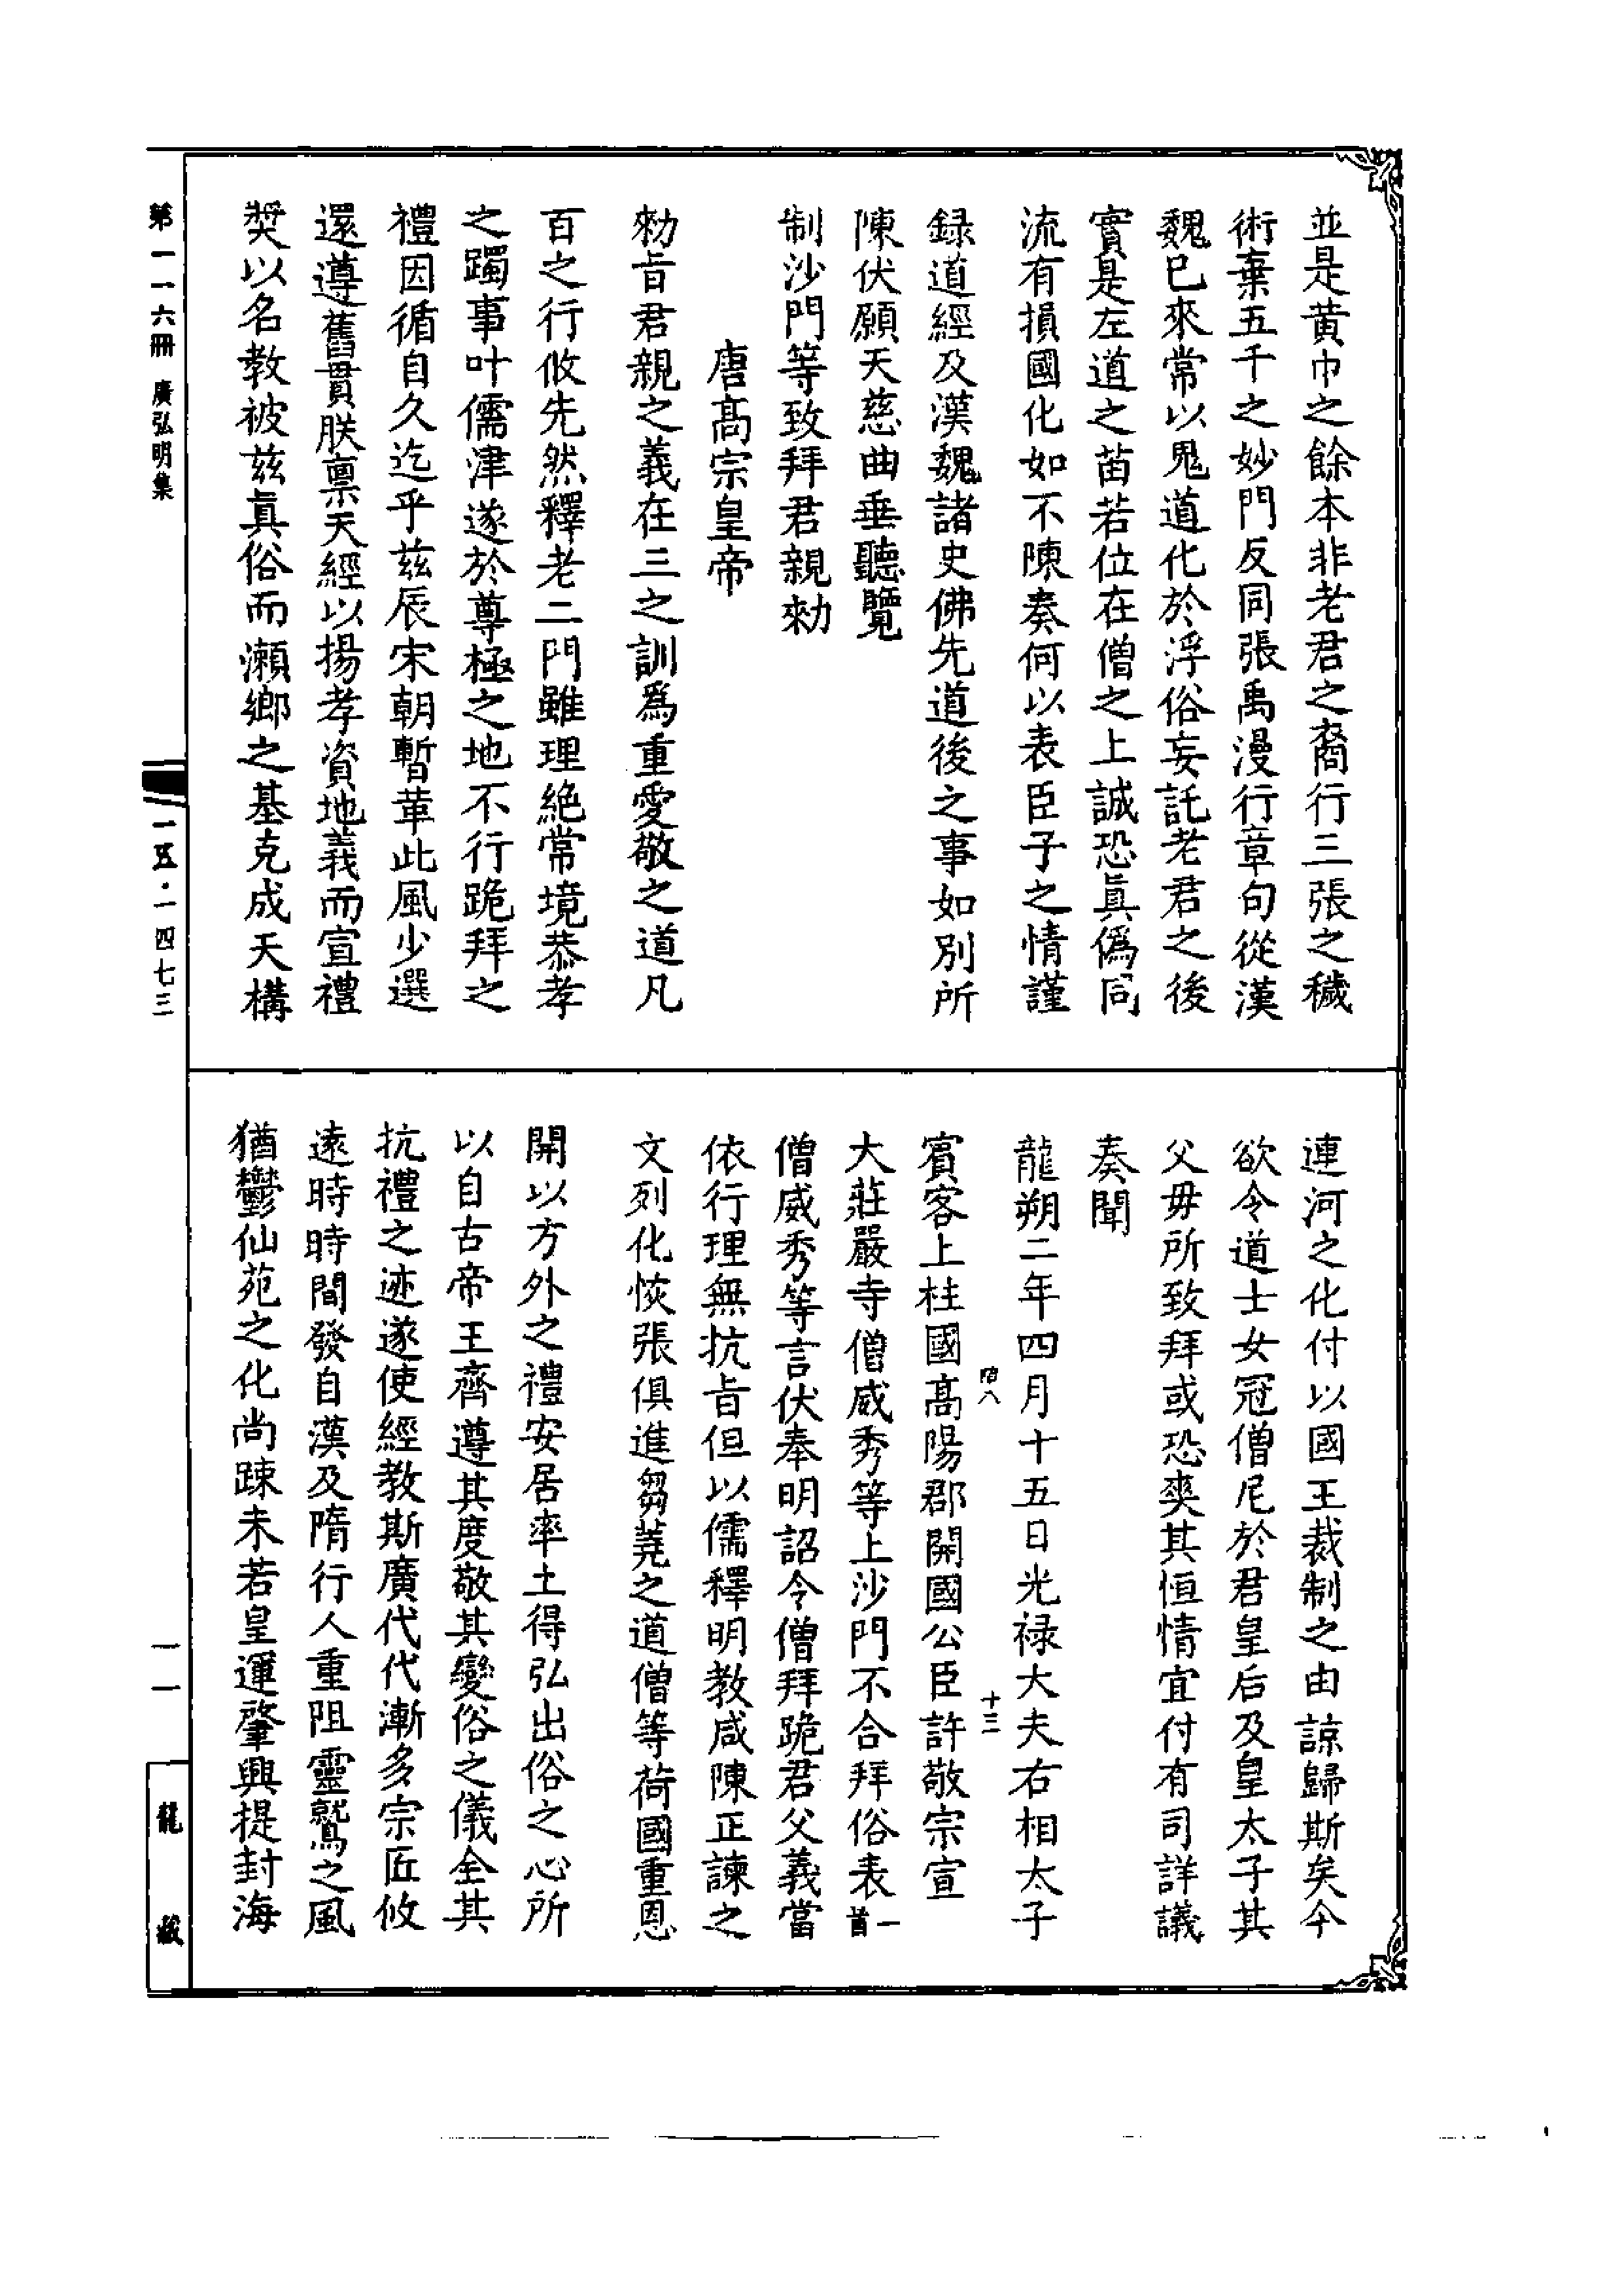 並是黄巾之餘本非老君之裔行三張之穢
術棄五千之妙門反同張禹漫行章句從漢
魏已來常以鬼道化於浮俗妄託老君之後
實是左道之苗若位在僧之上誠恐眞僞同
流有損國化如不陳奏何以表臣子之情謹
録道經及漢魏諸史佛先道後之事如別所
陳伏願天慈曲垂聽覽
制沙門等致拜君親勑
唐髙宗皇帝
勑旨君親之義在三之訓爲重愛敬之道凡
百之行攸先然釋老二門雖理絶常境恭孝
之躅事叶儒津遂於尊極之地不行跪拜之
禮因循自久迄乎兹辰宋朝暫革此風少選
還遵舊貫朕禀天經以揚孝資地義而宣禮
奬以名教被兹眞俗而瀬鄉之基克成天構
連河之化付以國王裁制之由諒歸斯矣今
欲令道士女冠僧尼於君皇后及皇太子其
父毋所致拜或恐爽其恒情宜付有司詳議
奏聞
龍朔二年四月十五日光禄大夫右相太子
八
十三
賔客上柱國髙陽郡開國公臣許敬宗宣
大莊嚴寺僧威秀等上沙門不合拜俗表一首
僧威秀等言伏奉明詔令僧拜跪君父義當
依行理無抗旨但以儒釋明教咸陳正諫之
文列化恢張俱進芻蕘之道僧等荷國重恩
開以方外之禮安居率土得弘出俗之心所
以自古帝王齊遵其度敬其變俗之儀全其
抗禮之迹遂使經教斯廣代代漸多宗匠攸
逺時時間發自漢及隋行人重阻靈鷲之風
猶鬱仙苑之化尚踈未若皇運肇興提封海
第一一六冊 廣弘明集
一五·一四七三
一一
龍 藏